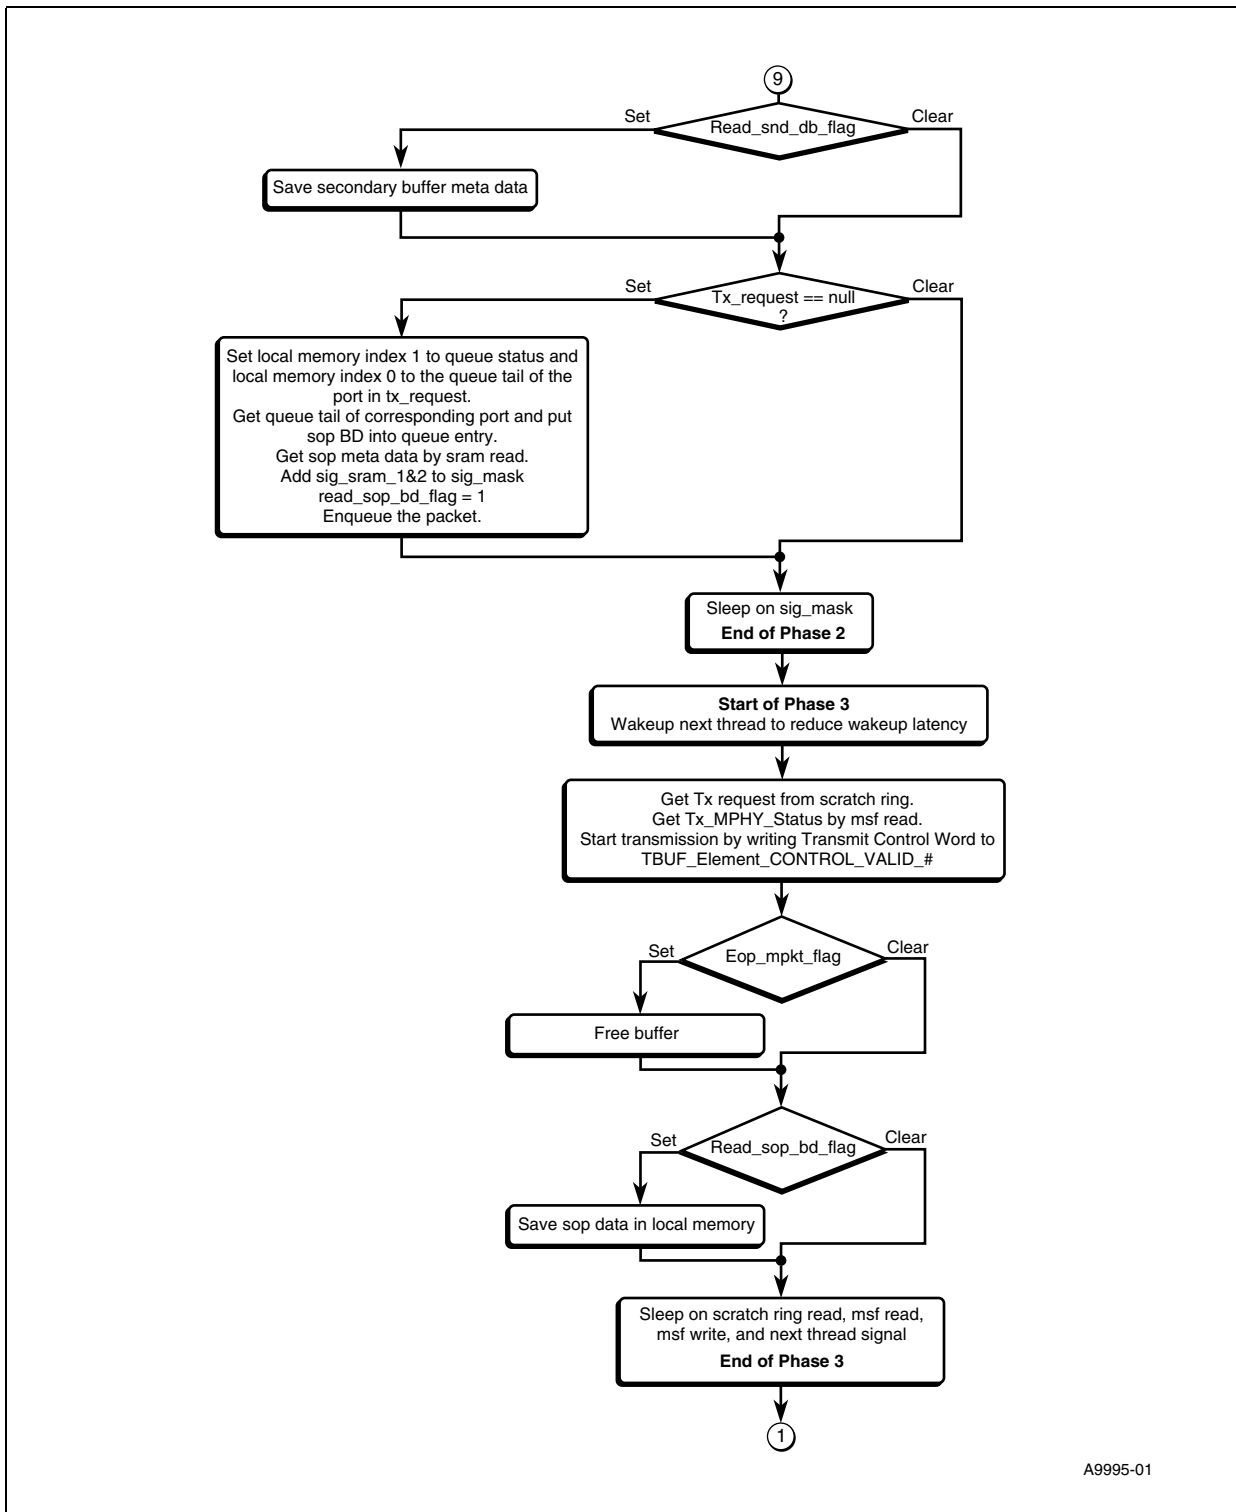 9
Set
Read_snd_db_flag
Clear
Save secondary buffer meta data
Set
Tx_request == null
?
Clear
Set local memory index 1 to queue status and
local memory index 0 to the queue tail of the
port in tx_request.
Get queue tail of corresponding port and put
sop BD into queue entry.
Get sop meta data by sram read.
Add sig_sram_1&2 to sig_mask
read_sop_bd_flag = 1
Enqueue the packet.
Sleep on sig_mask
End of Phase 2
Start of Phase 3
Wakeup next thread to reduce wakeup latency
Get Tx request from scratch ring.
Get Tx_MPHY_Status by msf read.
Start transmission by writing Transmit Control Word to
TBUF_Element_CONTROL_VALID_#
Set
Eop_mpkt_flag
Clear
Free buffer
Set
Read_sop_bd_flag
Clear
Save sop data in local memory
Sleep on scratch ring read, msf read,
msf write, and next thread signal
End of Phase 3
1
A9995-01